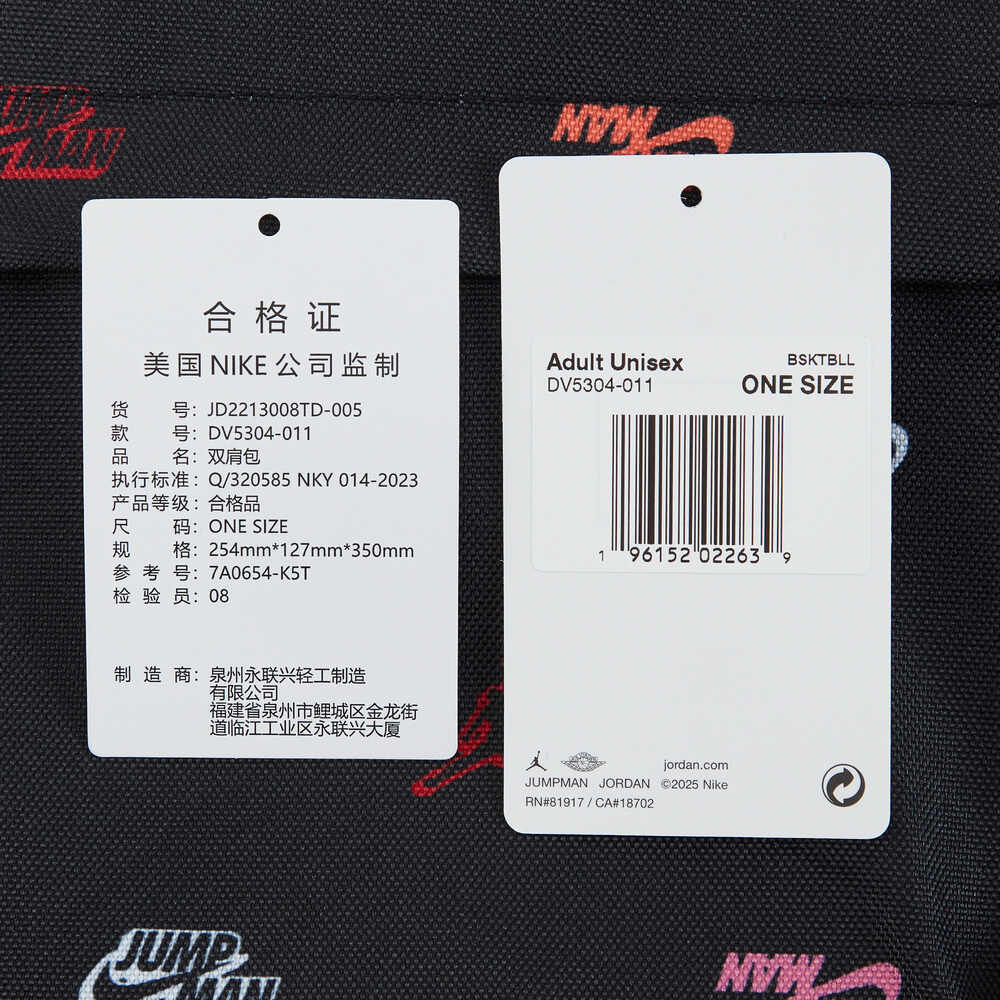 JUMP
MAN
MAN
合格证
美国NIKE公司监制
货 号：JD2213008TD-005
款 号：DV5304-011
品 名：双肩包
执行标准：Q/320585 NKY 014-2023
产品等级：合格品
尺 码：ONE SIZE
规 格：254mm*127mm*350mm
参 考 号：7A0654-K5T
检 验 员：08
制 造 商：泉州永联兴轻工制造
有限公司
福建省泉州市鲤城区金龙街
道临江工业区永联兴大厦
Adult Unisex
BSKTBLL
DV5304-011
ONE SIZE
1 96152 02263 9
jordan.com
JUMPMAN JORDAN ©2025 Nike
RN#81917 / CA#18702
JUMP
MAN
MAN